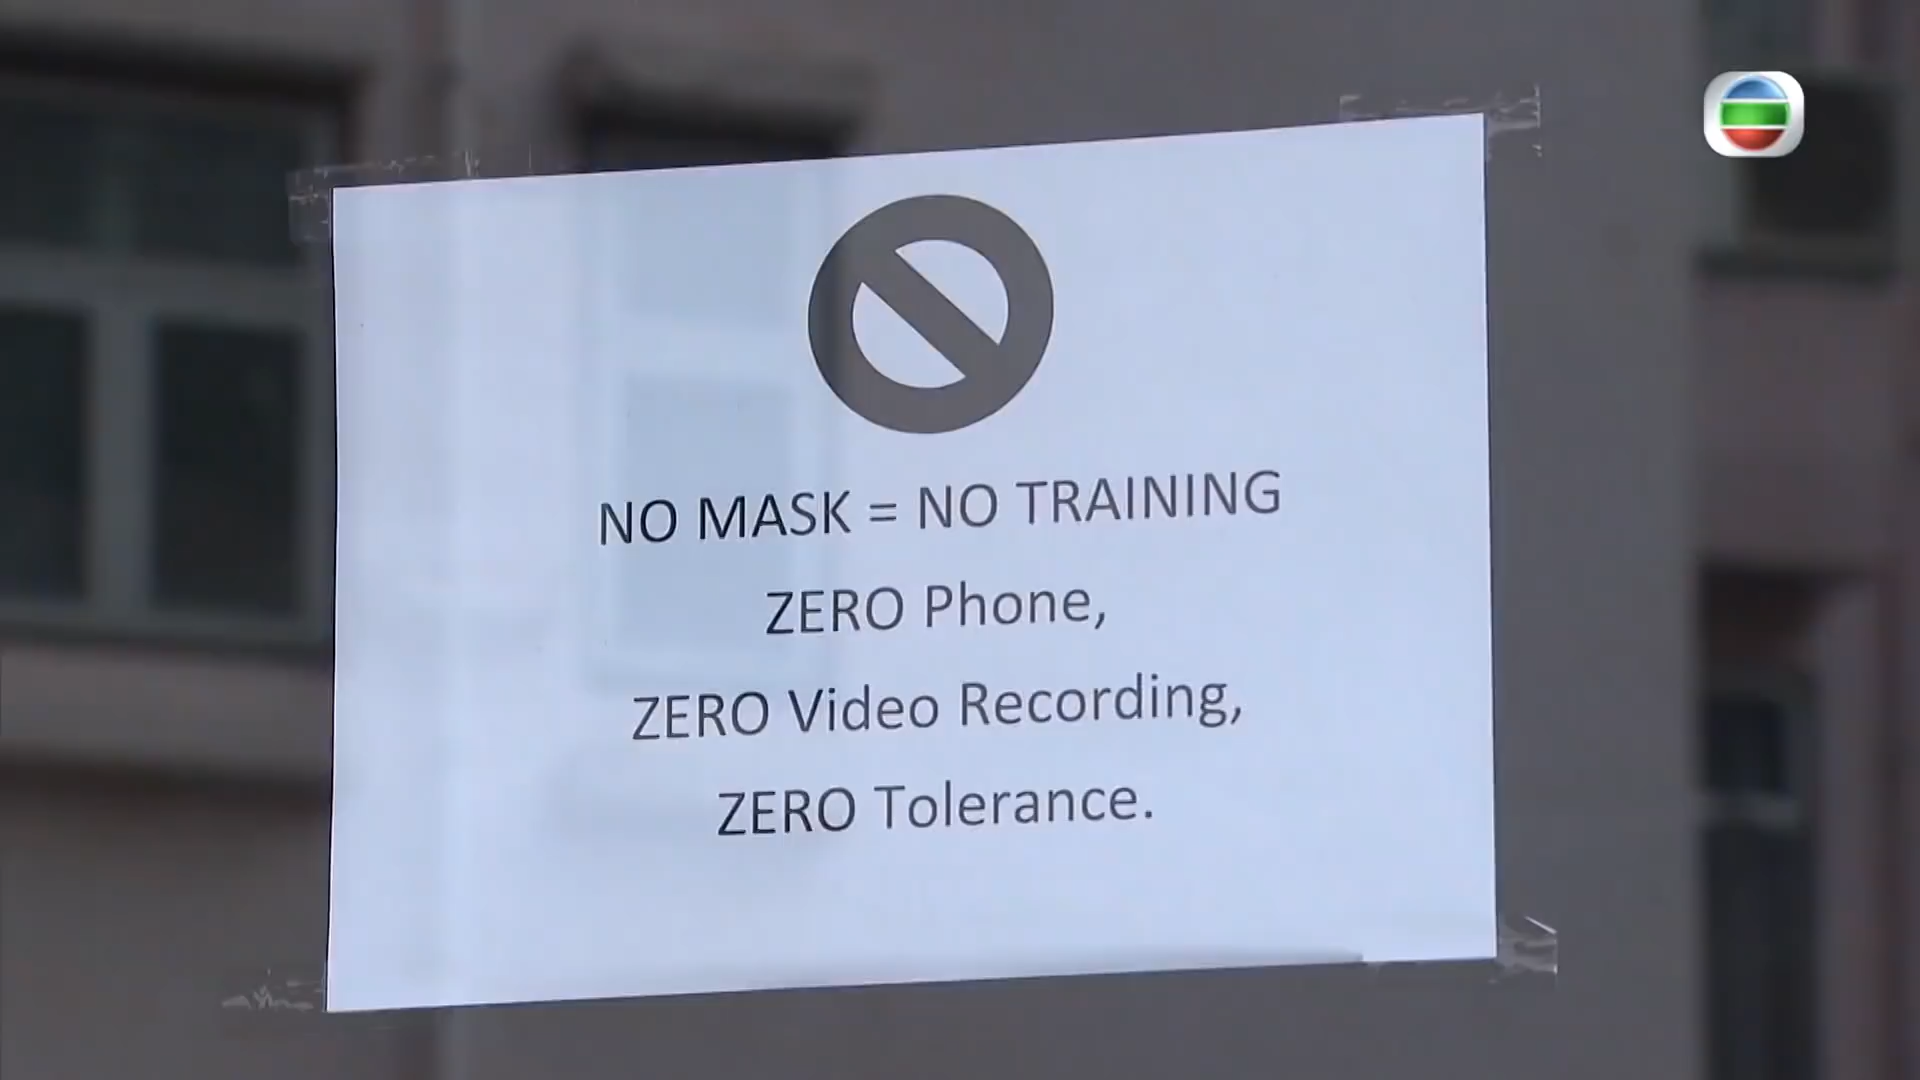 NO MASK = NO TRAINING
ZERO Phone,
ZERO Video Recording,
ZERO Tolerance.